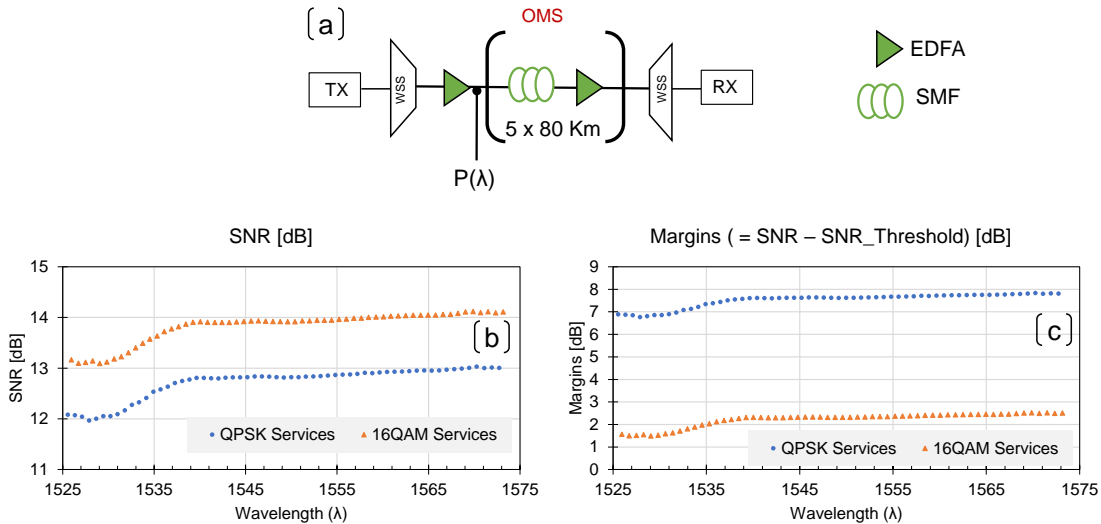 [a]
OMS
TX
WSS
5 x 80 Km
WSS
RX
P(λ)
EDFA
SMF
SNR [dB]
15
14
13
12
11
SNR [dB]
[b]
QPSK Services
16QAM Services
1525
1535
1545
1555
1565
1575
Wavelength (λ)
Margins ( = SNR – SNR_Threshold) [dB]
9
8
7
6
5
4
3
2
1
0
Margins [dB]
[c]
QPSK Services
16QAM Services
1525
1535
1545
1555
1565
1575
Wavelength (λ)